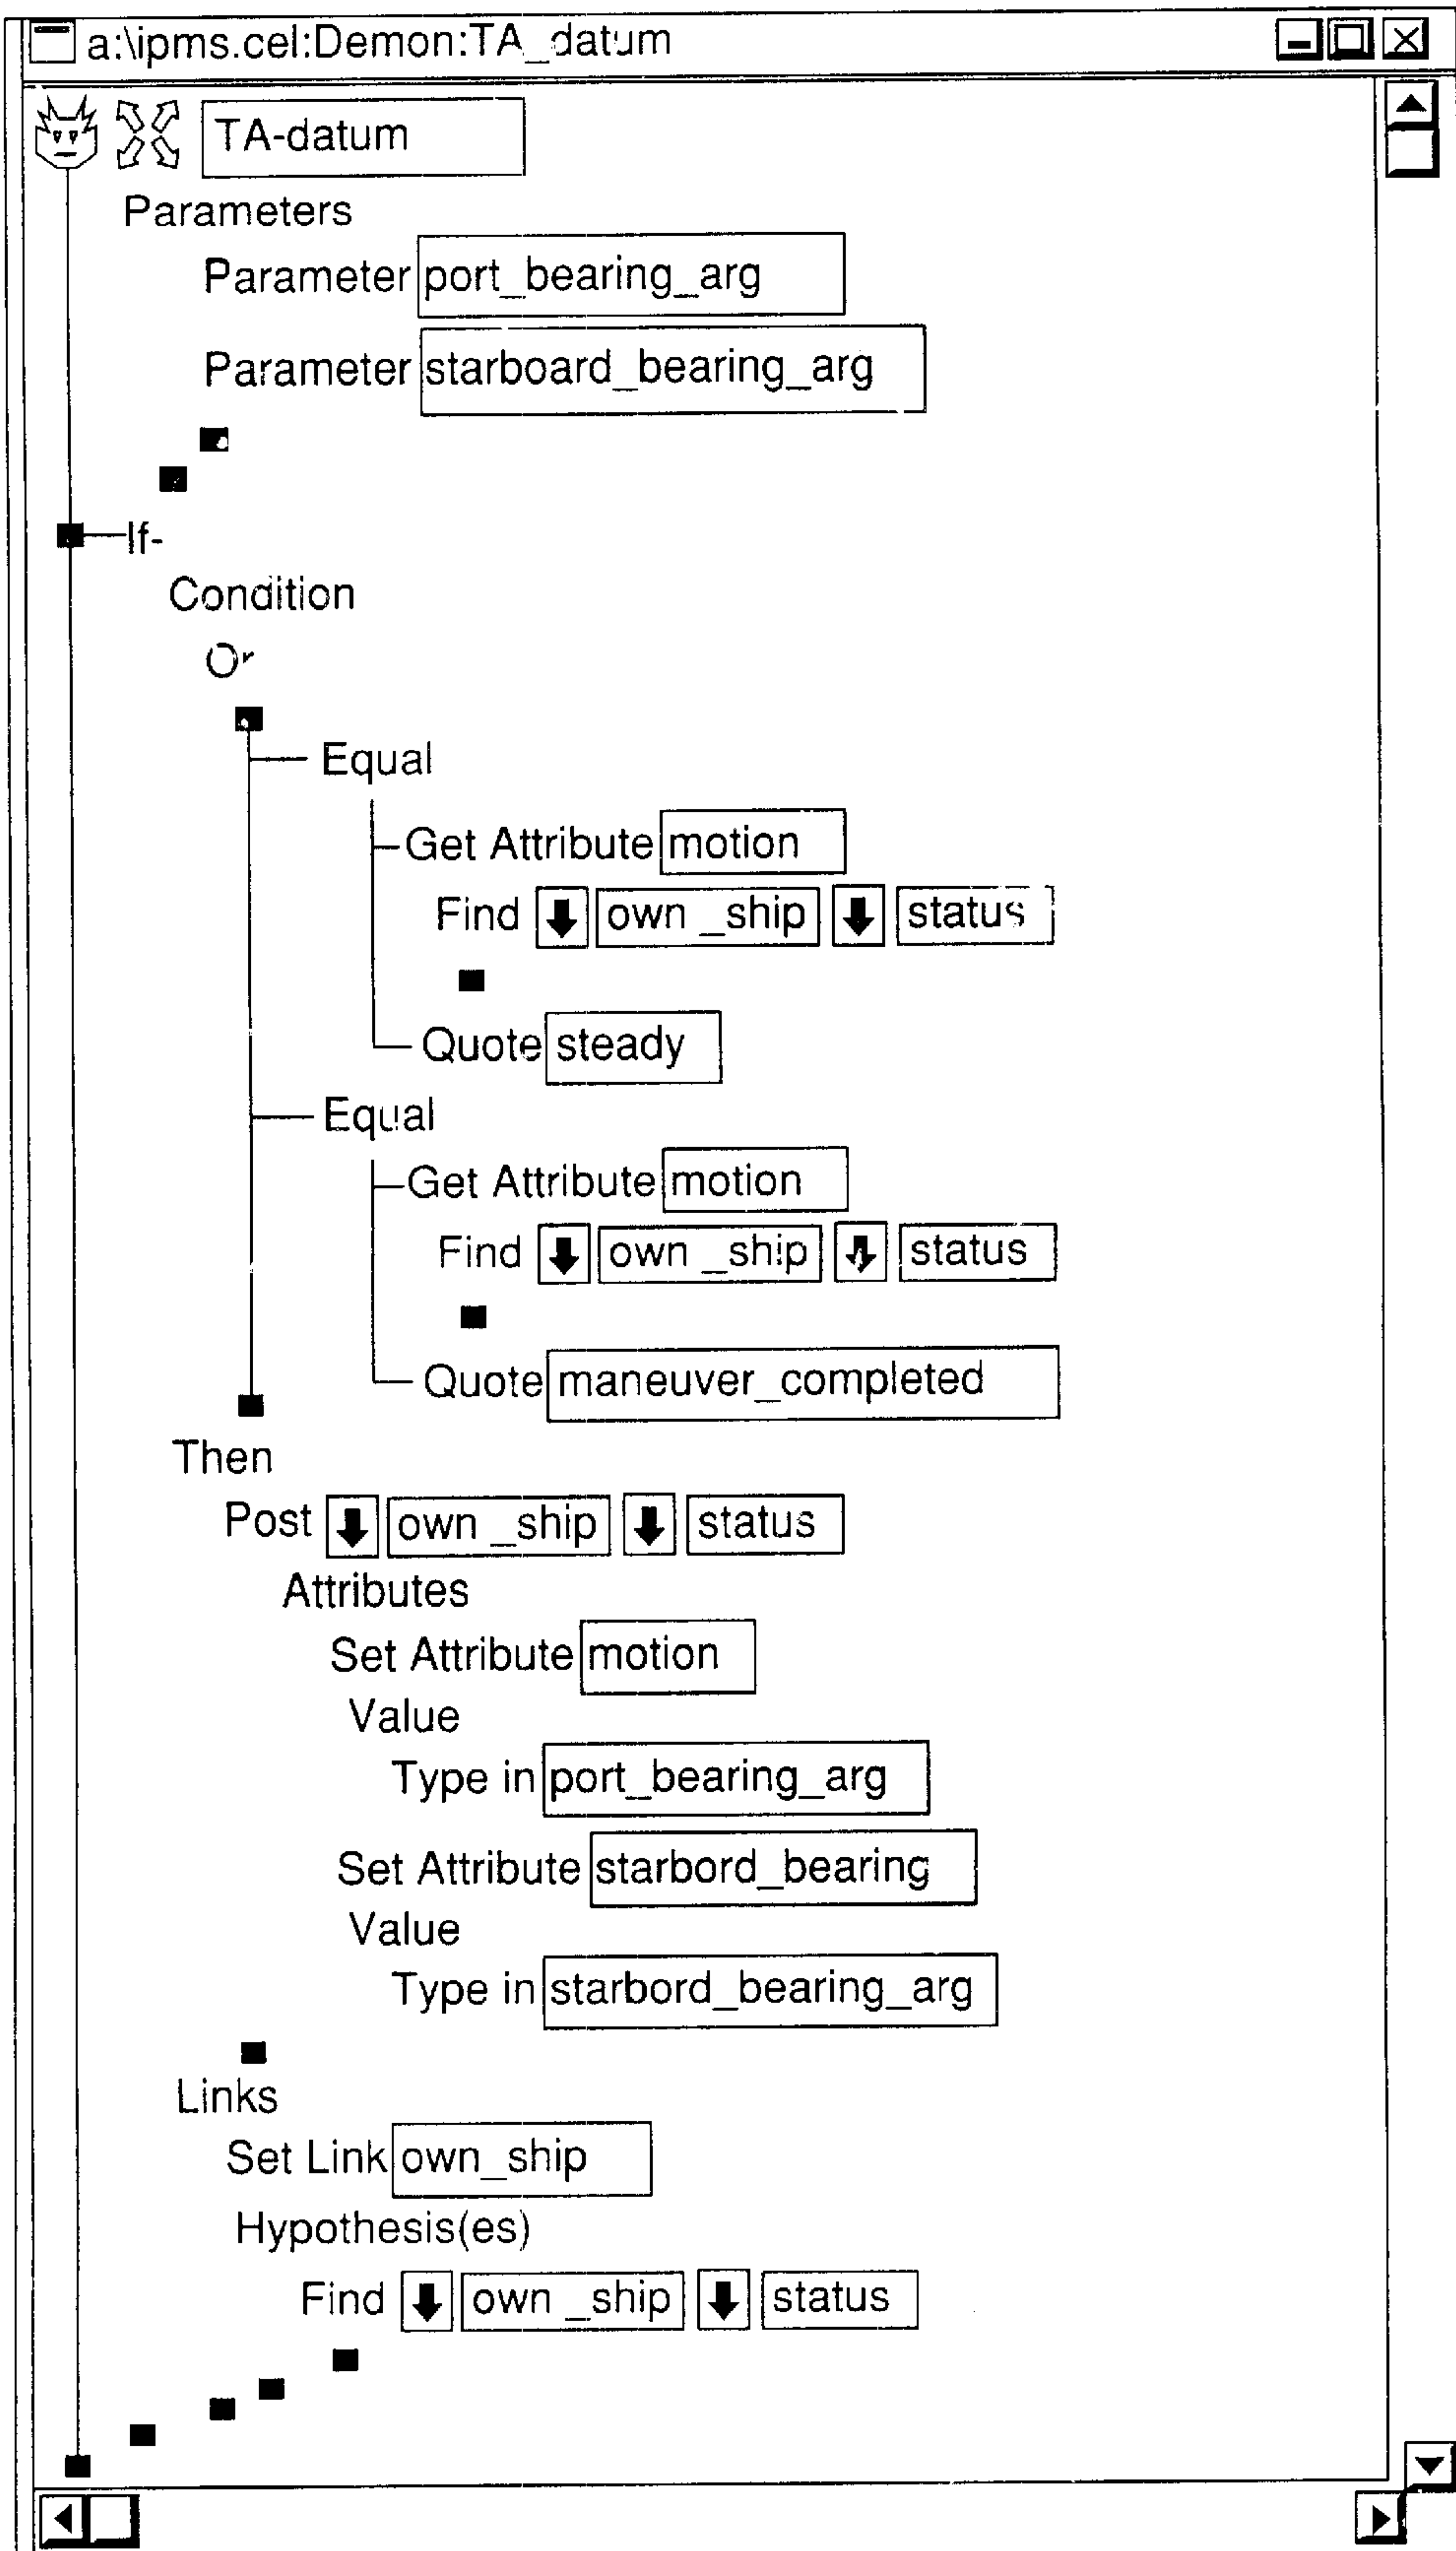 a:\ipms.cel:Demon:TA_datum
TA-datum
Parameters
Parameter port_bearing_arg
Parameter starboard_bearing_arg
If-
Condition
Or
Equal
Get Attribute motion
Find own _ship status
Quote steady
Equal
Get Attribute motion
Find own _ship status
Quote maneuver_completed
Then
Post own _ship status
Attributes
Set Attribute motion
Value
Type in port_bearing_arg
Set Attribute starbord_bearing
Value
Type in starbord_bearing_arg
Links
Set Link own_ship
Hypothesis(es)
Find own _ship status